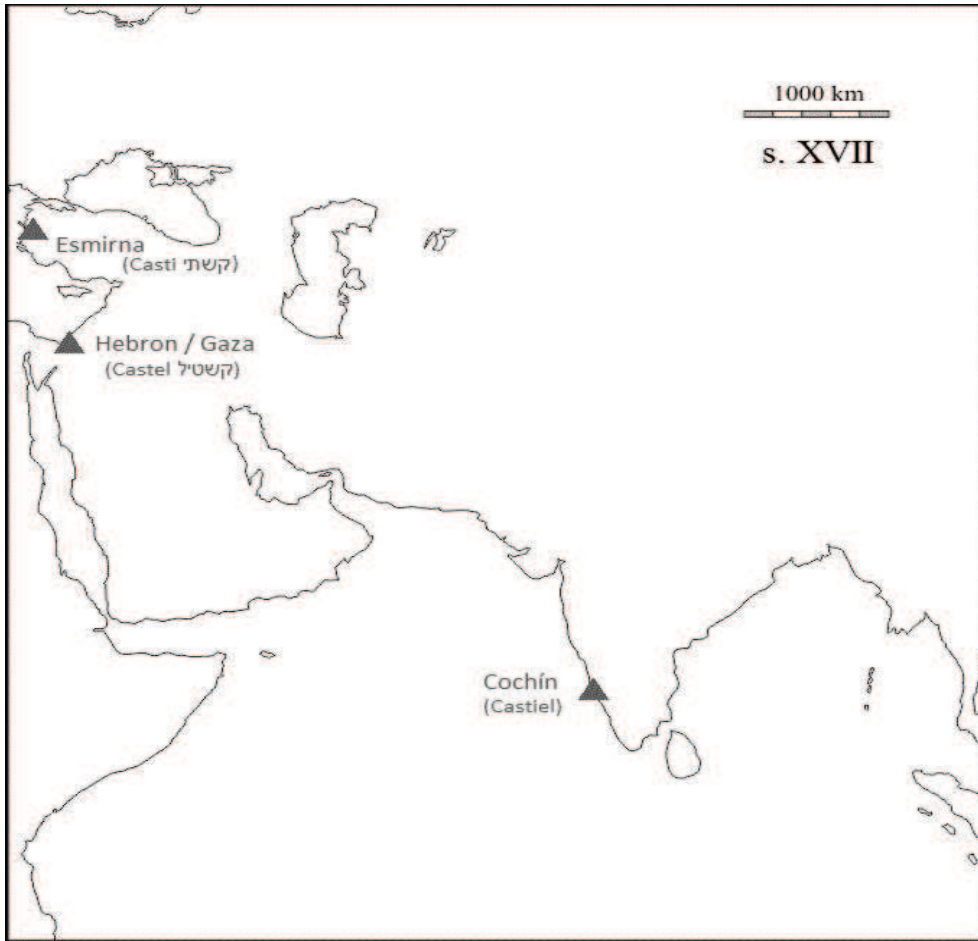 1000 km
s. XVII
Esmirna
(Casti קשתי)
Hebron / Gaza
(Castel קשטיל)
Cochín
(Castiel)